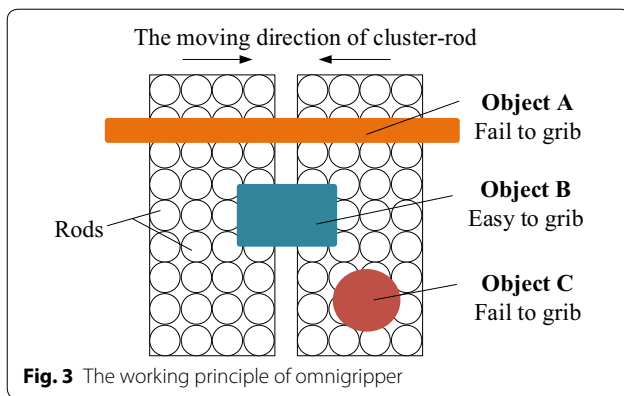 The moving direction of cluster-rod
Object A
Fail to grib
Object B
Easy to grib
Rods
Object C
Fail to grib
Fig. 3 The working principle of omnigripper